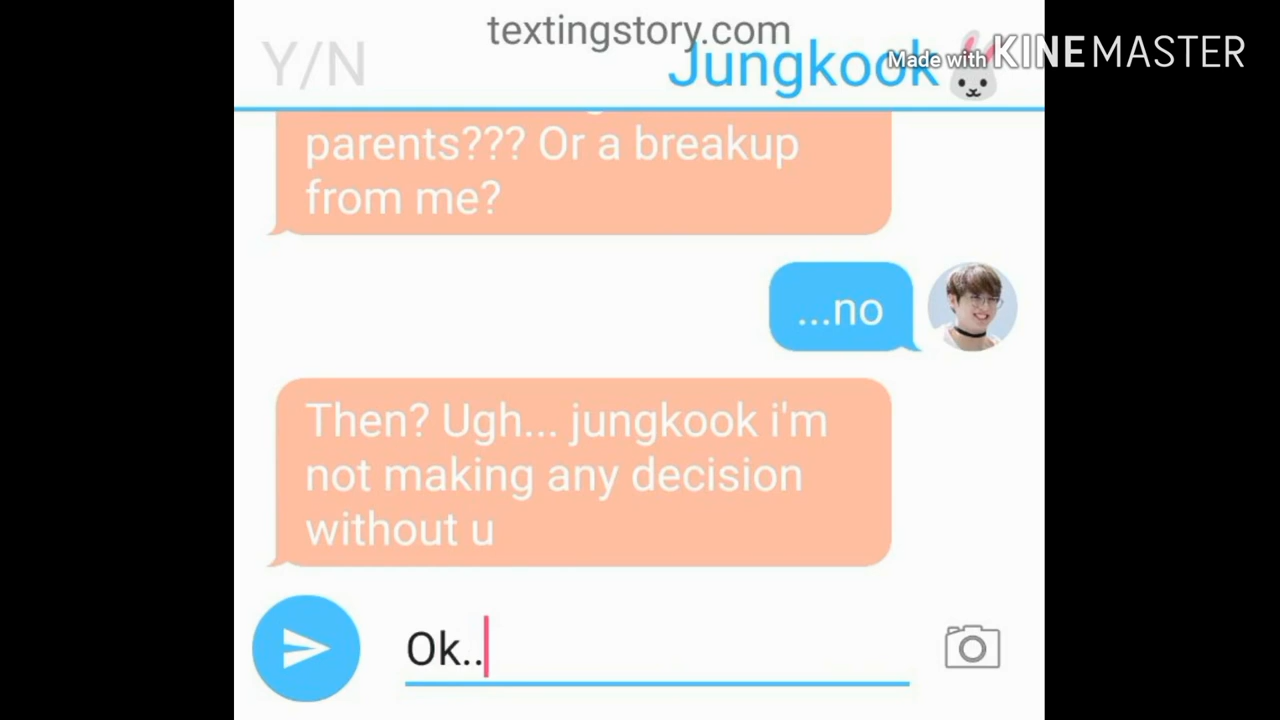 textingstory.com
Y/N
Jungkook
Made with KINEMASTER
parents??? Or a breakup
from me?
...no
Then? Ugh... jungkook i'm
not making any decision
without u
Ok..